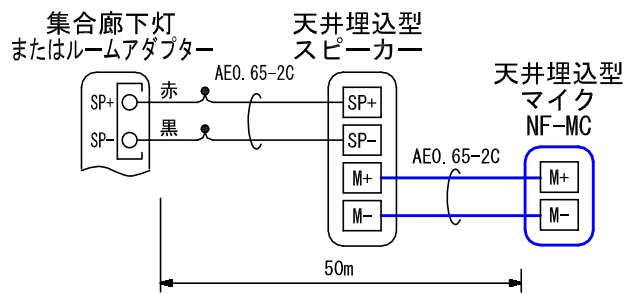 集合廊下灯
またはルームアダプター
天井埋込型
スピーカー
天井埋込型
マイク
NF-MC
AE0.65-2C
SP+
赤
SP+
SP-
黒
SP-
AE0.65-2C
M+
M+
M-
M-
50m